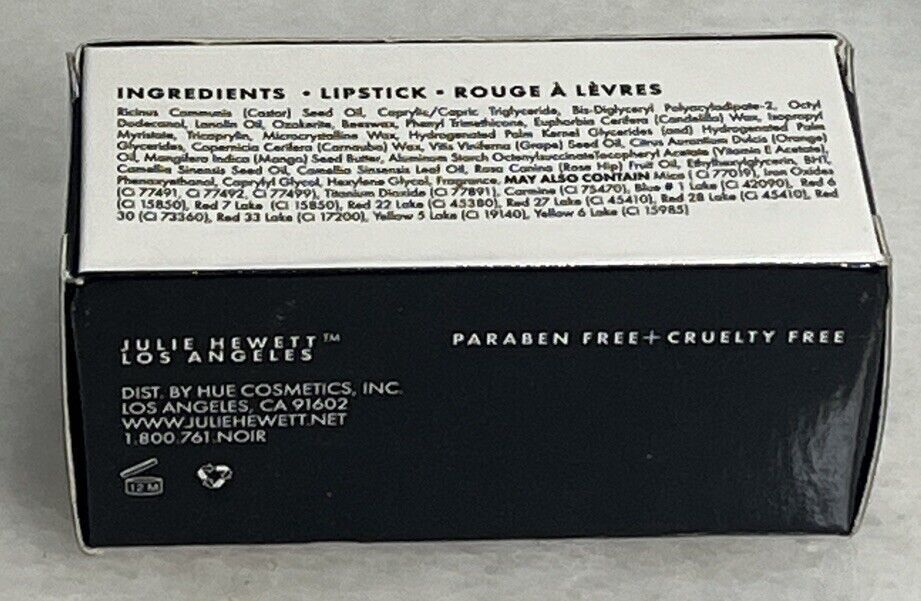 INGREDIENTS • LIPSTICK • ROUGE À LÈVRES
Ricinus Communis (Castor) Seed Oil, Caprylic/Capric Triglyceride, Bis-Diglyceryl Polyacyladipate-2, Octyl
Dodecanol, Lanolin Oil, Ozokerite, Beeswax, Phenyl Trimethicone, Euphorbia Cerifera (Candelilla) Wax, Isopropyl
Myristate, Tricaprylin, Microcrystalline Wax, Hydrogenated Palm Kernel Glycerides (and) Hydrogenated Palm
Glycerides, Copernicia Cerifera (Carnauba) Wax, Vitis Vinifera (Grape) Seed Oil, Citrus Aurantium Dulcis (Orange)
Oil, Mangifera Indica (Mango) Seed Butter, Aluminum Starch Octenylsuccinate Tocopheryl Acetate (Vitamin E Acetate),
Camellia Sinensis Seed Oil, Camellia Sinsensis Leaf Oil, Rosa Canina (Rose Hip) Fruit Oil, Ethylhexylglycerin, BHT,
Phenoxyethanol, Caprylyl Glycol, Hexylene Glycol, Fragrance. MAY ALSO CONTAIN Mica (CI 77019), Iron Oxides
(CI 77491, CI 77492, CI 77499), Titanium Dioxide (CI 77891), Carmine (CI 75470), Blue # 1 Lake (CI 42090), Red 6
(CI 15850), Red 7 Lake (CI 15850), Red 22 Lake (CI 45380), Red 27 Lake (CI 45410), Red 28 Lake (CI 45410), Red
30 (CI 73360), Red 33 Lake (CI 17200), Yellow 5 Lake (CI 19140), Yellow 6 Lake (CI 15985)
JULIE HEWETT™
LOS ANGELES
PARABEN FREE+CRUELTY FREE
DIST. BY HUE COSMETICS, INC.
LOS ANGELES, CA 91602
WWW.JULIEHEWETT.NET
1.800.761.NOIR
12 M